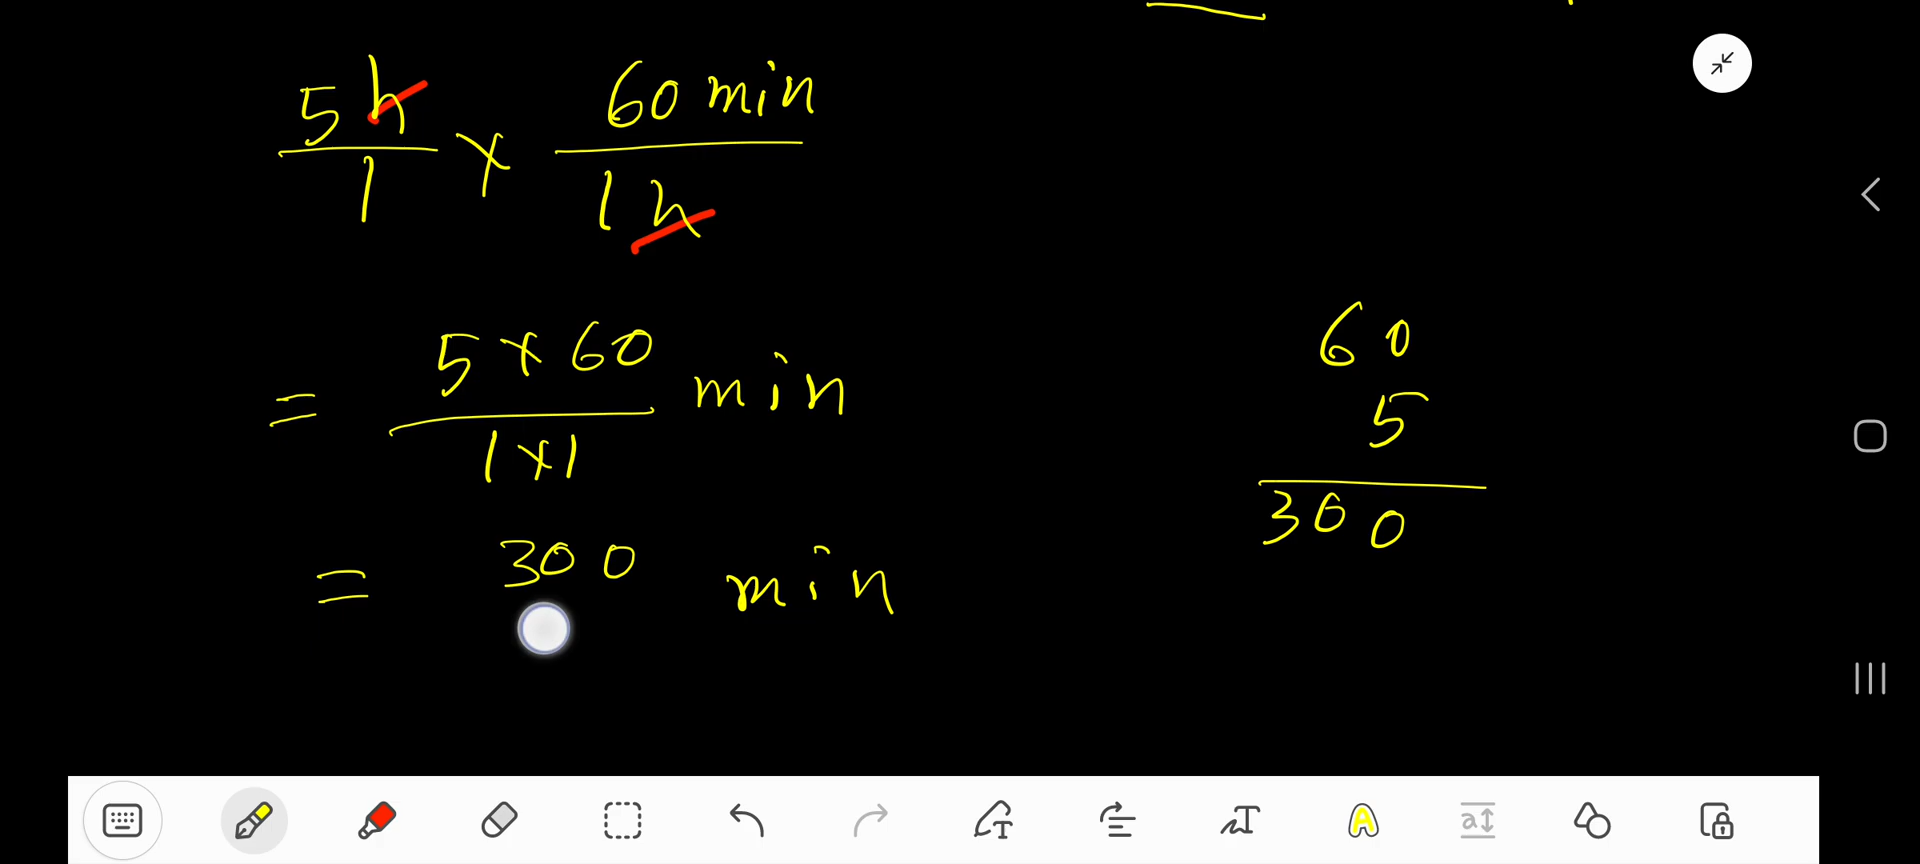 5 h / 1 × 60 min / 1 h
= 5 × 60 / 1 × 1 min
= 300 min
60
5
300